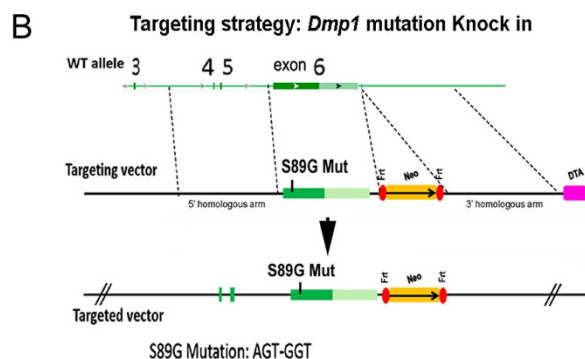 B
Targeting strategy: Dmp1 mutation Knock in
WT allele
3
4
5
exon 6
S89G Mut
Targeting vector
Frt
Neo
Frt
DTA
5' homologous arm
3' homologous arm
S89G Mut
Frt
Neo
Frt
Targeted vector
S89G Mutation: AGT-GGT